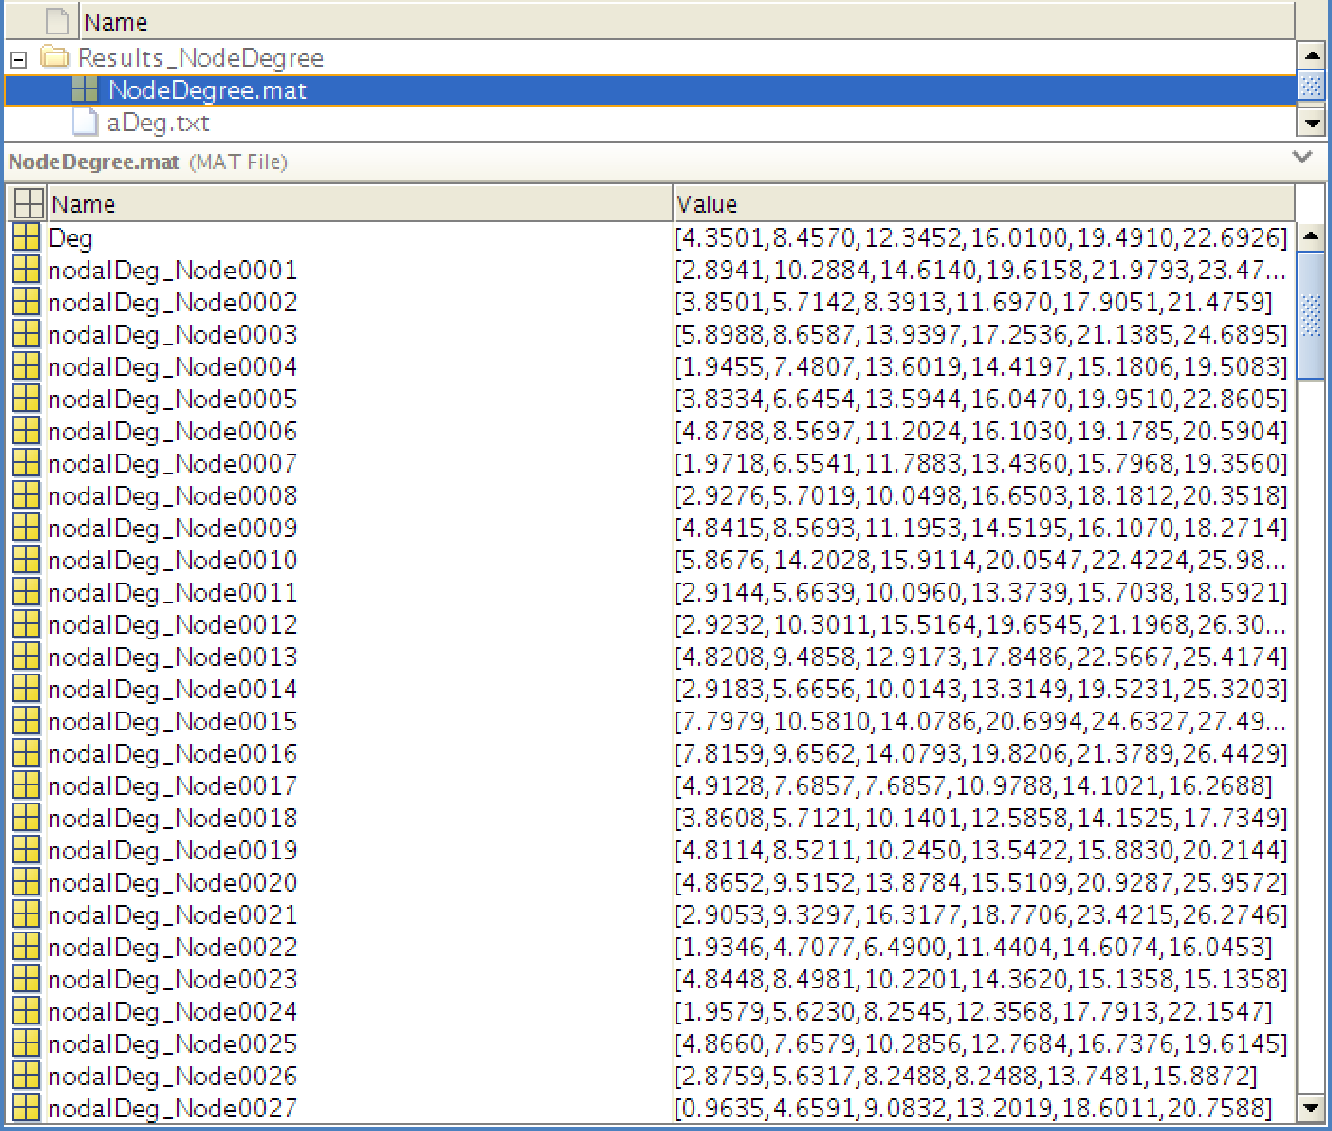 Name
Results_NodeDegree
NodeDegree.mat
aDeg.txt
NodeDegree.mat (MAT File)
Name Value
Deg [4.3501,8.4570,12.3452,16.0100,19.4910,22.6926]
nodalDeg_Node0001 [2.8941,10.2884,14.6140,19.6158,21.9793,23.47...
nodalDeg_Node0002 [3.8501,5.7142,8.3913,11.6970,17.9051,21.4759]
nodalDeg_Node0003 [5.8988,8.6587,13.9397,17.2536,21.1385,24.6895]
nodalDeg_Node0004 [1.9455,7.4807,13.6019,14.4197,15.1806,19.5083]
nodalDeg_Node0005 [3.8334,6.6454,13.5944,16.0470,19.9510,22.8605]
nodalDeg_Node0006 [4.8788,8.5697,11.2024,16.1030,19.1785,20.5904]
nodalDeg_Node0007 [1.9718,6.5541,11.7883,13.4360,15.7968,19.3560]
nodalDeg_Node0008 [2.9276,5.7019,10.0498,16.6503,18.1812,20.3518]
nodalDeg_Node0009 [4.8415,8.5693,11.1953,14.5195,16.1070,18.2714]
nodalDeg_Node0010 [5.8676,14.2028,15.9114,20.0547,22.4224,25.98...
nodalDeg_Node0011 [2.9144,5.6639,10.0960,13.3739,15.7038,18.5921]
nodalDeg_Node0012 [2.9232,10.3011,15.5164,19.6545,21.1968,26.30...
nodalDeg_Node0013 [4.8208,9.4858,12.9173,17.8486,22.5667,25.4174]
nodalDeg_Node0014 [2.9183,5.6656,10.0143,13.3149,19.5231,25.3203]
nodalDeg_Node0015 [7.7979,10.5810,14.0786,20.6994,24.6327,27.49...
nodalDeg_Node0016 [7.8159,9.6562,14.0793,19.8206,21.3789,26.4429]
nodalDeg_Node0017 [4.9128,7.6857,7.6857,10.9788,14.1021,16.2688]
nodalDeg_Node0018 [3.8608,5.7121,10.1401,12.5858,14.1525,17.7349]
nodalDeg_Node0019 [4.8114,8.5211,10.2450,13.5422,15.8830,20.2144]
nodalDeg_Node0020 [4.8652,9.5152,13.8784,15.5109,20.9287,25.9572]
nodalDeg_Node0021 [2.9053,9.3297,16.3177,18.7706,23.4215,26.2746]
nodalDeg_Node0022 [1.9346,4.7077,6.4900,11.4404,14.6074,16.0453]
nodalDeg_Node0023 [4.8448,8.4981,10.2201,14.3620,15.1358,15.1358]
nodalDeg_Node0024 [1.9579,5.6230,8.2545,12.3568,17.7913,22.1547]
nodalDeg_Node0025 [4.8660,7.6579,10.2856,12.7684,16.7376,19.6145]
nodalDeg_Node0026 [2.8759,5.6317,8.2488,8.2488,13.7481,15.8872]
nodalDeg_Node0027 [0.9635,4.6591,9.0832,13.2019,18.6011,20.7588]